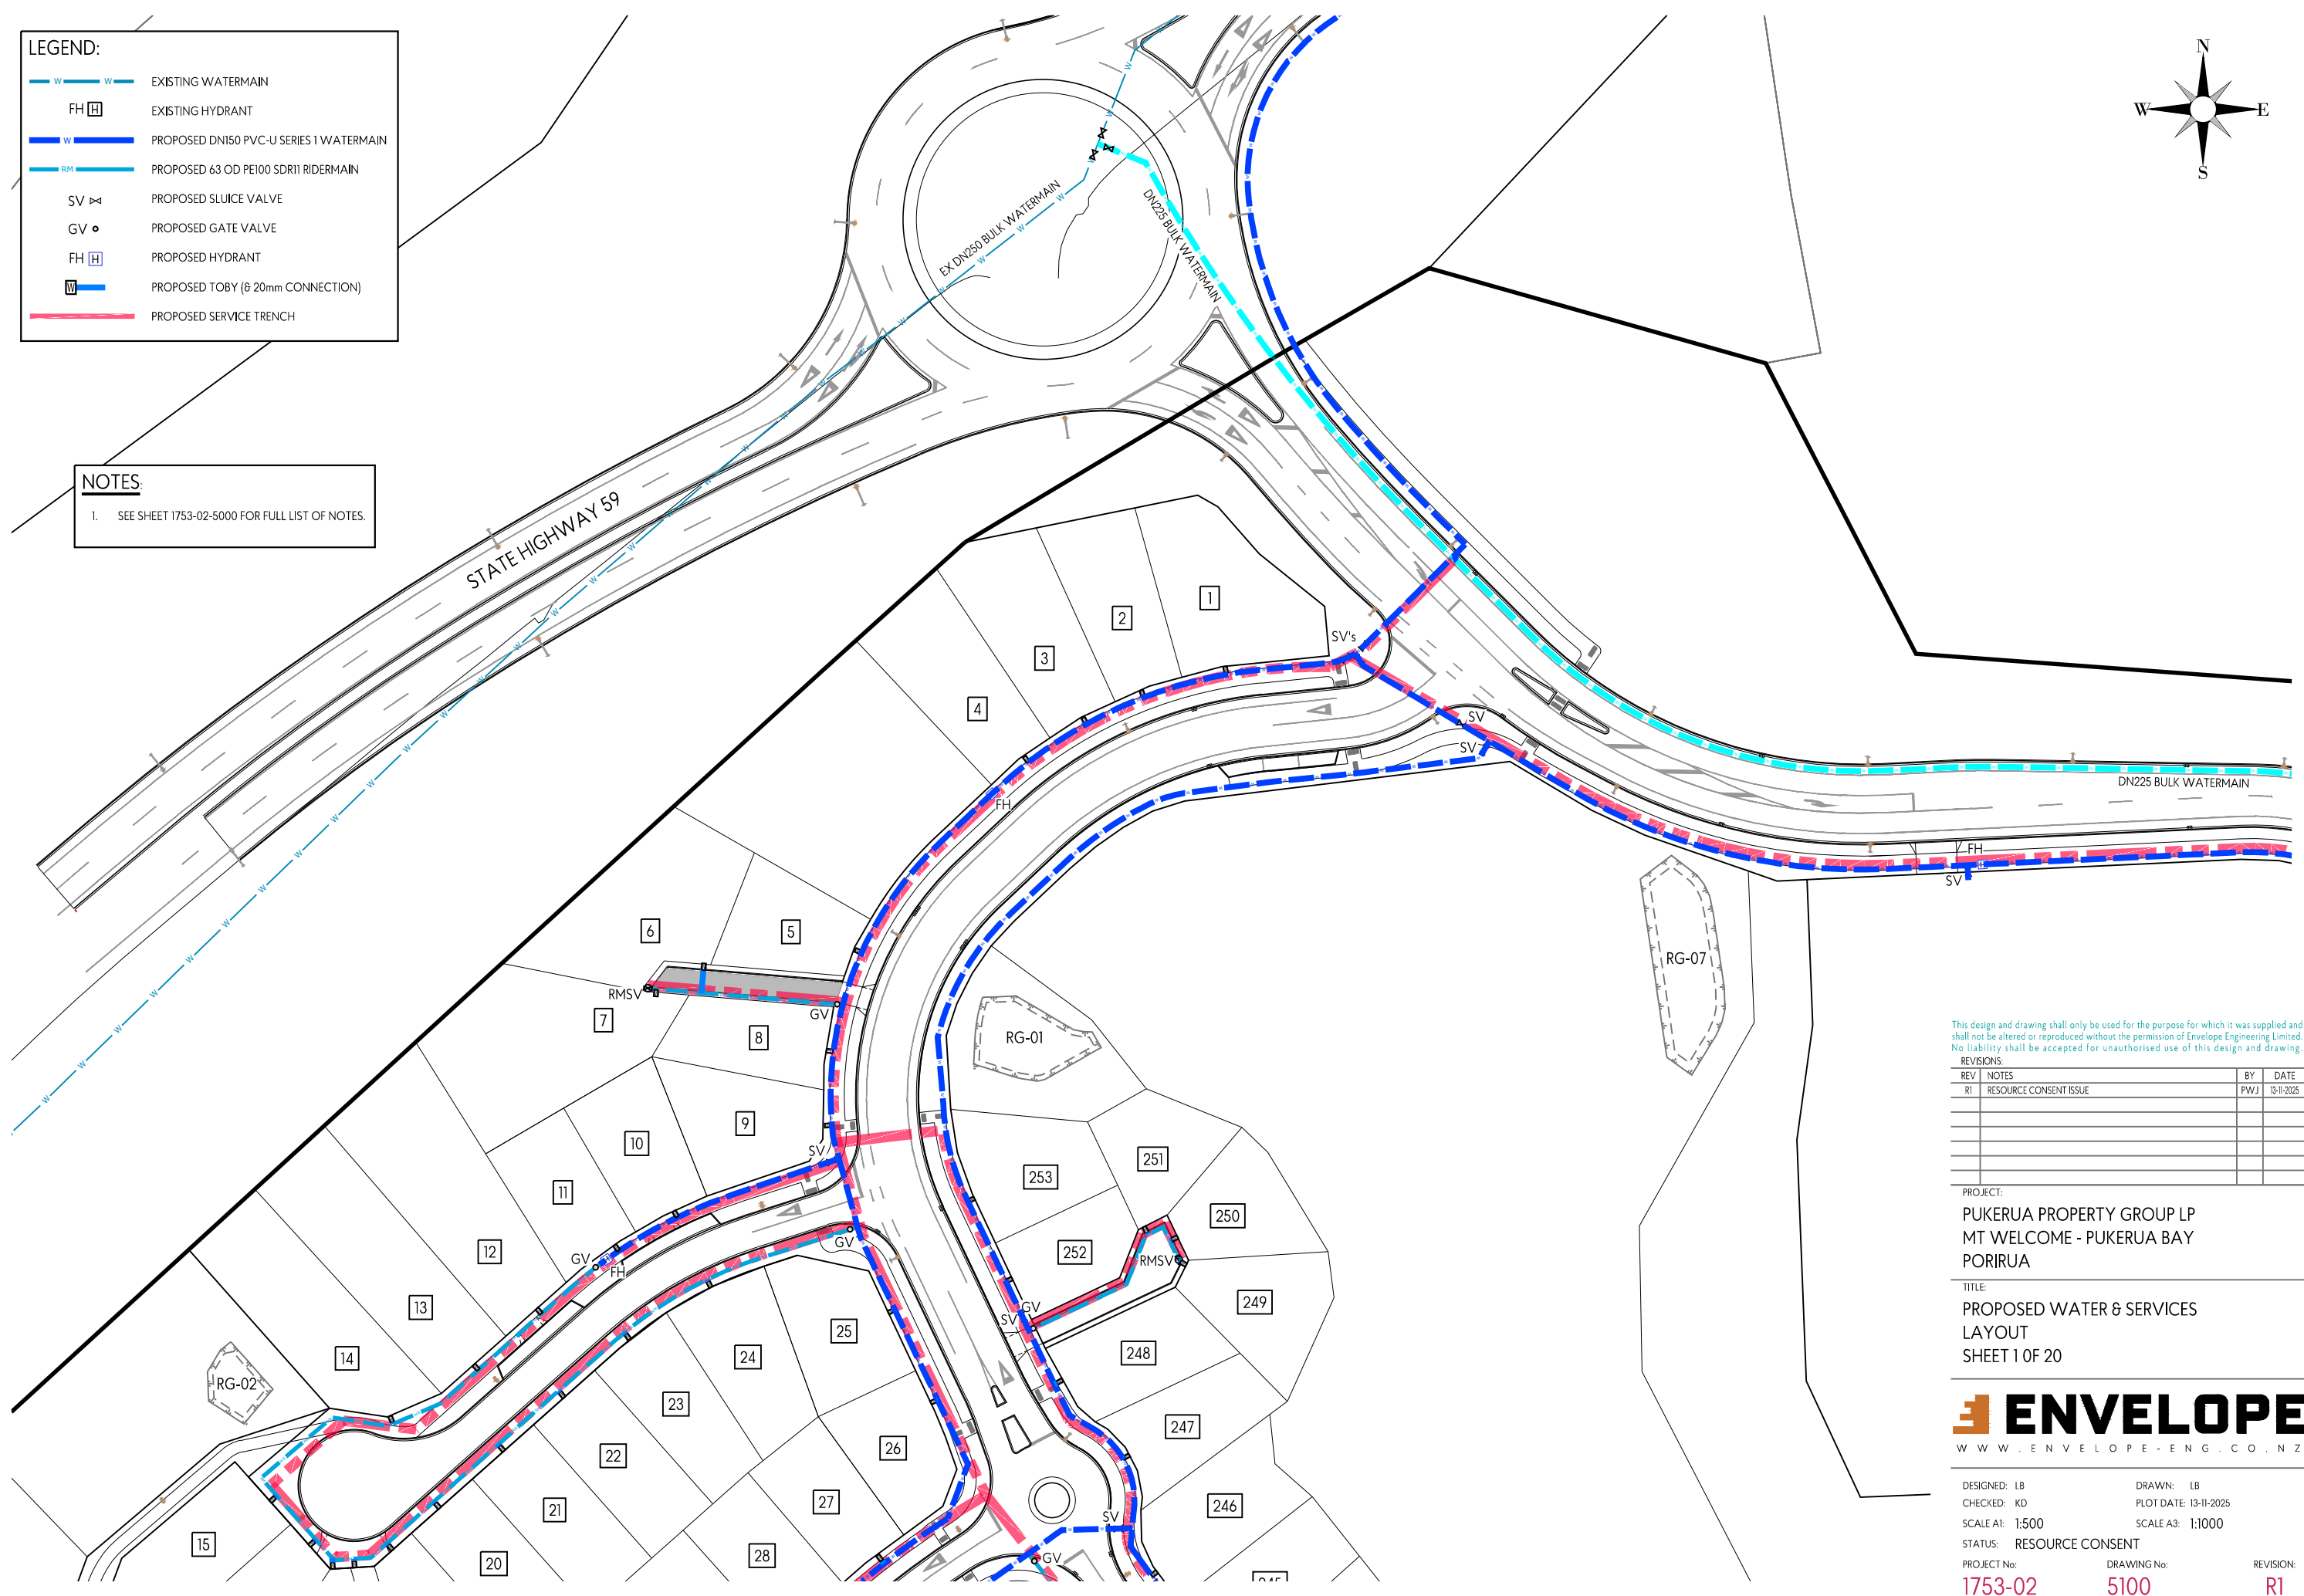 LEGEND:
W W EXISTING WATERMAIN
FH H EXISTING HYDRANT
W PROPOSED DN150 PVC-U SERIES 1 WATERMAIN
RM PROPOSED 63 OD PE100 SDR11 RIDERMAIN
SV PROPOSED SLUICE VALVE
GV PROPOSED GATE VALVE
FH H PROPOSED HYDRANT
W PROPOSED TOBY (& 20mm CONNECTION)
PROPOSED SERVICE TRENCH
N
W E
S
NOTES:
1. SEE SHEET 1753-02-5000 FOR FULL LIST OF NOTES.
STATE HIGHWAY 59
EX DN250 BULK WATERMAIN
DN225 BULK WATERMAIN
1
2
3
4
SV's
SV
SV
DN225 BULK WATERMAIN
FH
FH
SV
6
5
RMSV
GV
7
8
RG-01
RG-07
9
10
SV
11
12
GV
FH
GV
13
14
RG-02
253
251
250
252
RMSV
249
GV
SV
248
25
24
23
247
26
22
27
246
21
SV
15
20
28
GV
245
This design and drawing shall only be used for the purpose for which it was supplied and
shall not be altered or reproduced without the permission of Envelope Engineering Limited.
No liability shall be accepted for unauthorised use of this design and drawing.
REVISIONS:
REV NOTES BY DATE
R1 RESOURCE CONSENT ISSUE PWJ 13-11-2025
PROJECT:
PUKERUA PROPERTY GROUP LP
MT WELCOME - PUKERUA BAY
PORIRUA
TITLE:
PROPOSED WATER & SERVICES
LAYOUT
SHEET 1 OF 20
ENVELOPE
WWW.ENVELOPE-ENG.CO.NZ
DESIGNED: LB DRAWN: LB
CHECKED: KD PLOT DATE: 13-11-2025
SCALE A1: 1:500 SCALE A3: 1:1000
STATUS: RESOURCE CONSENT
PROJECT No: DRAWING No: REVISION:
1753-02 5100 R1